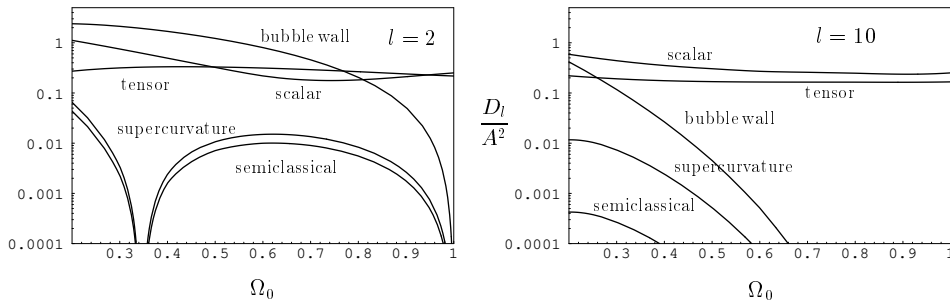 1
0.1
0.01
0.001
0.0001
bubble wall
l = 2
tensor
scalar
supercurvature
semiclassical
0.3 0.4 0.5 0.6 0.7 0.8 0.9 1
Ω₀
D_l
A²
1
0.1
0.01
0.001
0.0001
scalar
l = 10
tensor
bubble wall
supercurvature
semiclassical
0.3 0.4 0.5 0.6 0.7 0.8 0.9 1
Ω₀